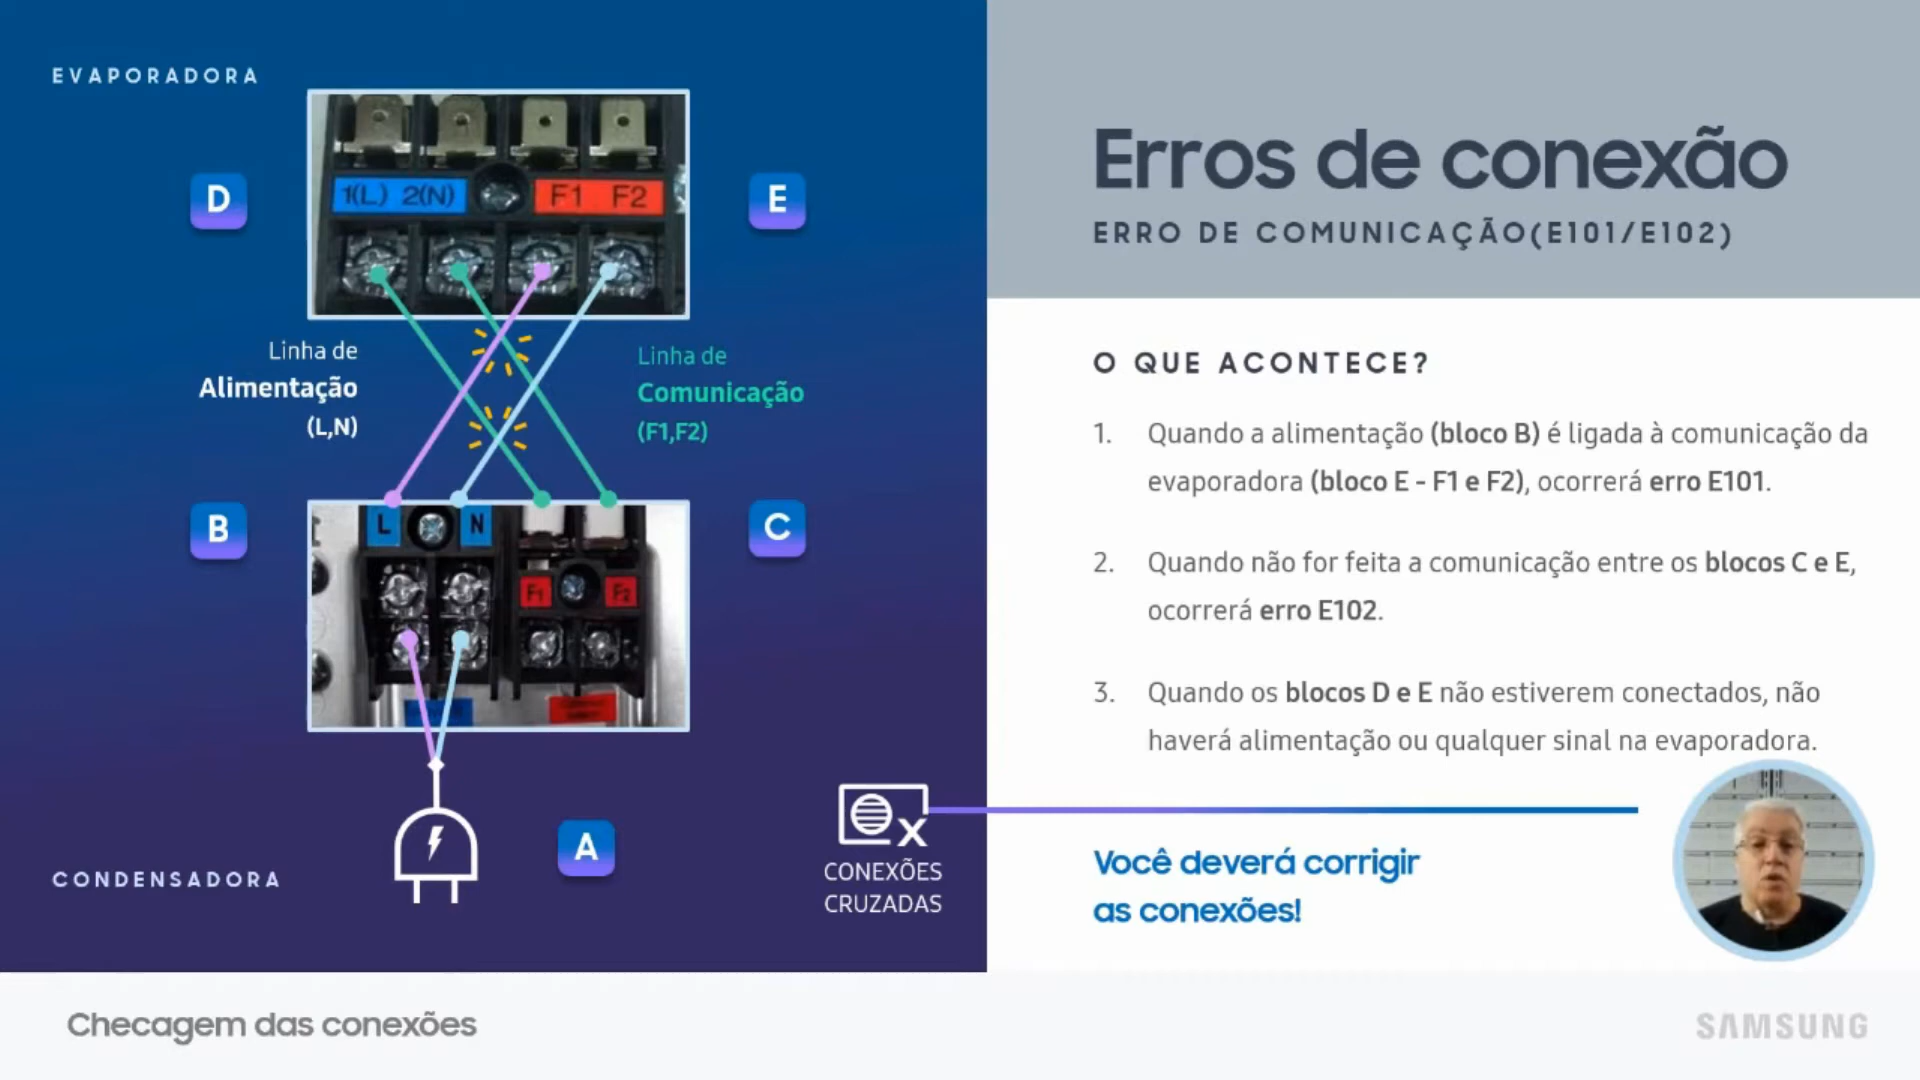 EVAPORADORA
D
1(L) 2(N) F1 F2
E
Linha de
Alimentação
(L,N)
Linha de
Comunicação
(F1,F2)
B
L N
F1 F2
C
A
CONDENSADORA
X
CONEXÕES
CRUZADAS
Erros de conexão
ERRO DE COMUNICAÇÃO(E101/E102)
O QUE ACONTECE?
1. Quando a alimentação (bloco B) é ligada à comunicação da
evaporadora (bloco E - F1 e F2), ocorrerá erro E101.
2. Quando não for feita a comunicação entre os blocos C e E,
ocorrerá erro E102.
3. Quando os blocos D e E não estiverem conectados, não
haverá alimentação ou qualquer sinal na evaporadora.
Você deverá corrigir
as conexões!
Checagem das conexões
SAMSUNG